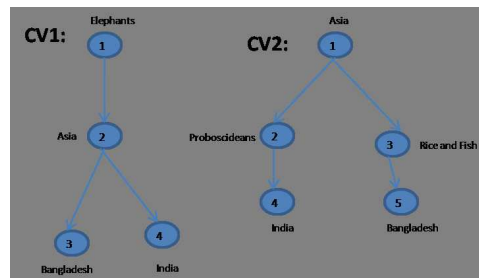 CV1:
Elephants
1
Asia
2
3
4
Bangladesh
India
CV2:
Asia
1
Proboscideans
2
3
Rice and Fish
4
5
India
Bangladesh